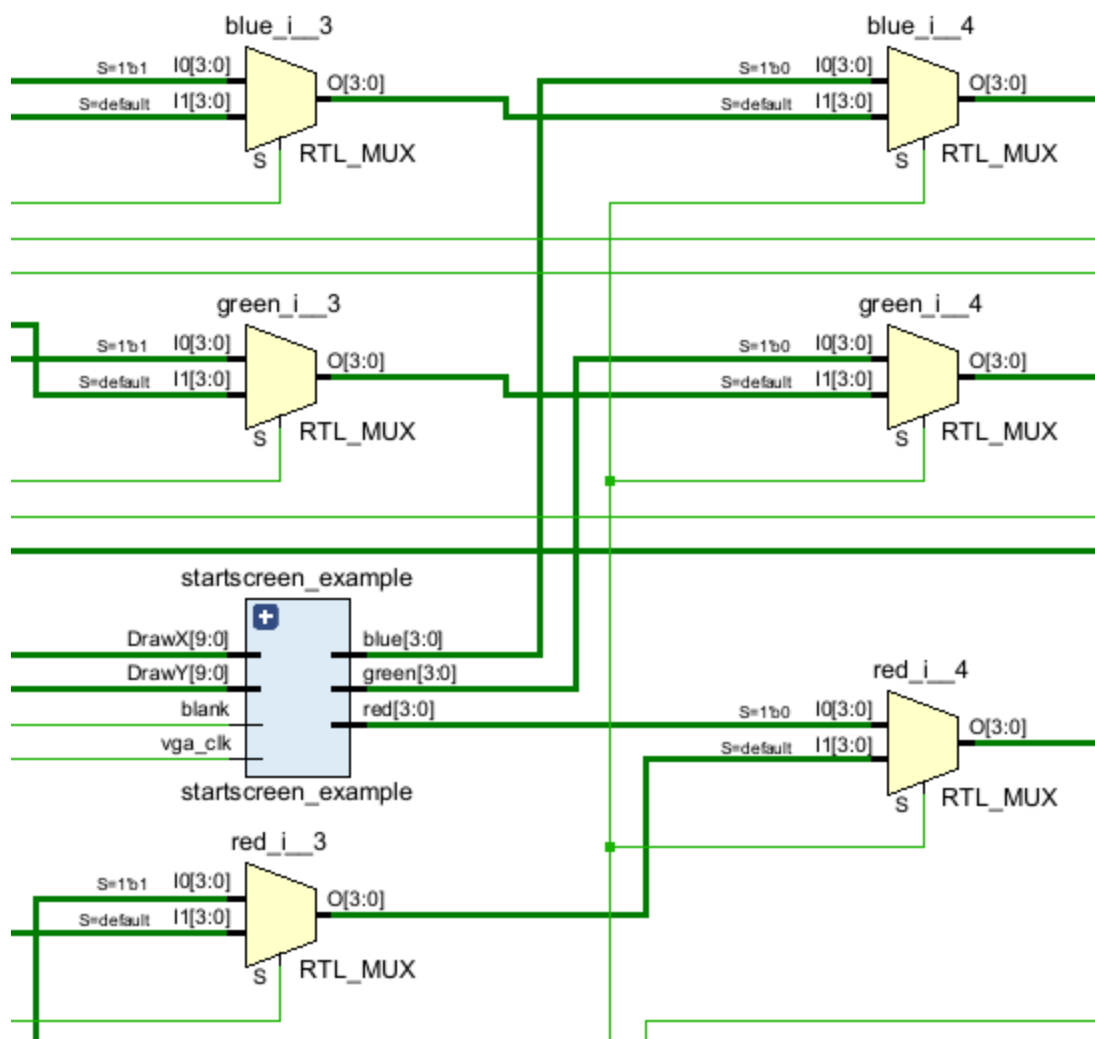 blue_i__3
S=1'b1 I0[3:0]
S=default I1[3:0]
O[3:0]
S
RTL_MUX
blue_i__4
S=1'b0 I0[3:0]
S=default I1[3:0]
O[3:0]
S
RTL_MUX
green_i__3
S=1'b1 I0[3:0]
S=default I1[3:0]
O[3:0]
S
RTL_MUX
green_i__4
S=1'b0 I0[3:0]
S=default I1[3:0]
O[3:0]
S
RTL_MUX
startscreen_example
DrawX[9:0]
DrawY[9:0]
blank
vga_clk
blue[3:0]
green[3:0]
red[3:0]
startscreen_example
red_i__4
S=1'b0 I0[3:0]
S=default I1[3:0]
O[3:0]
S
RTL_MUX
red_i__3
S=1'b1 I0[3:0]
S=default I1[3:0]
O[3:0]
S
RTL_MUX